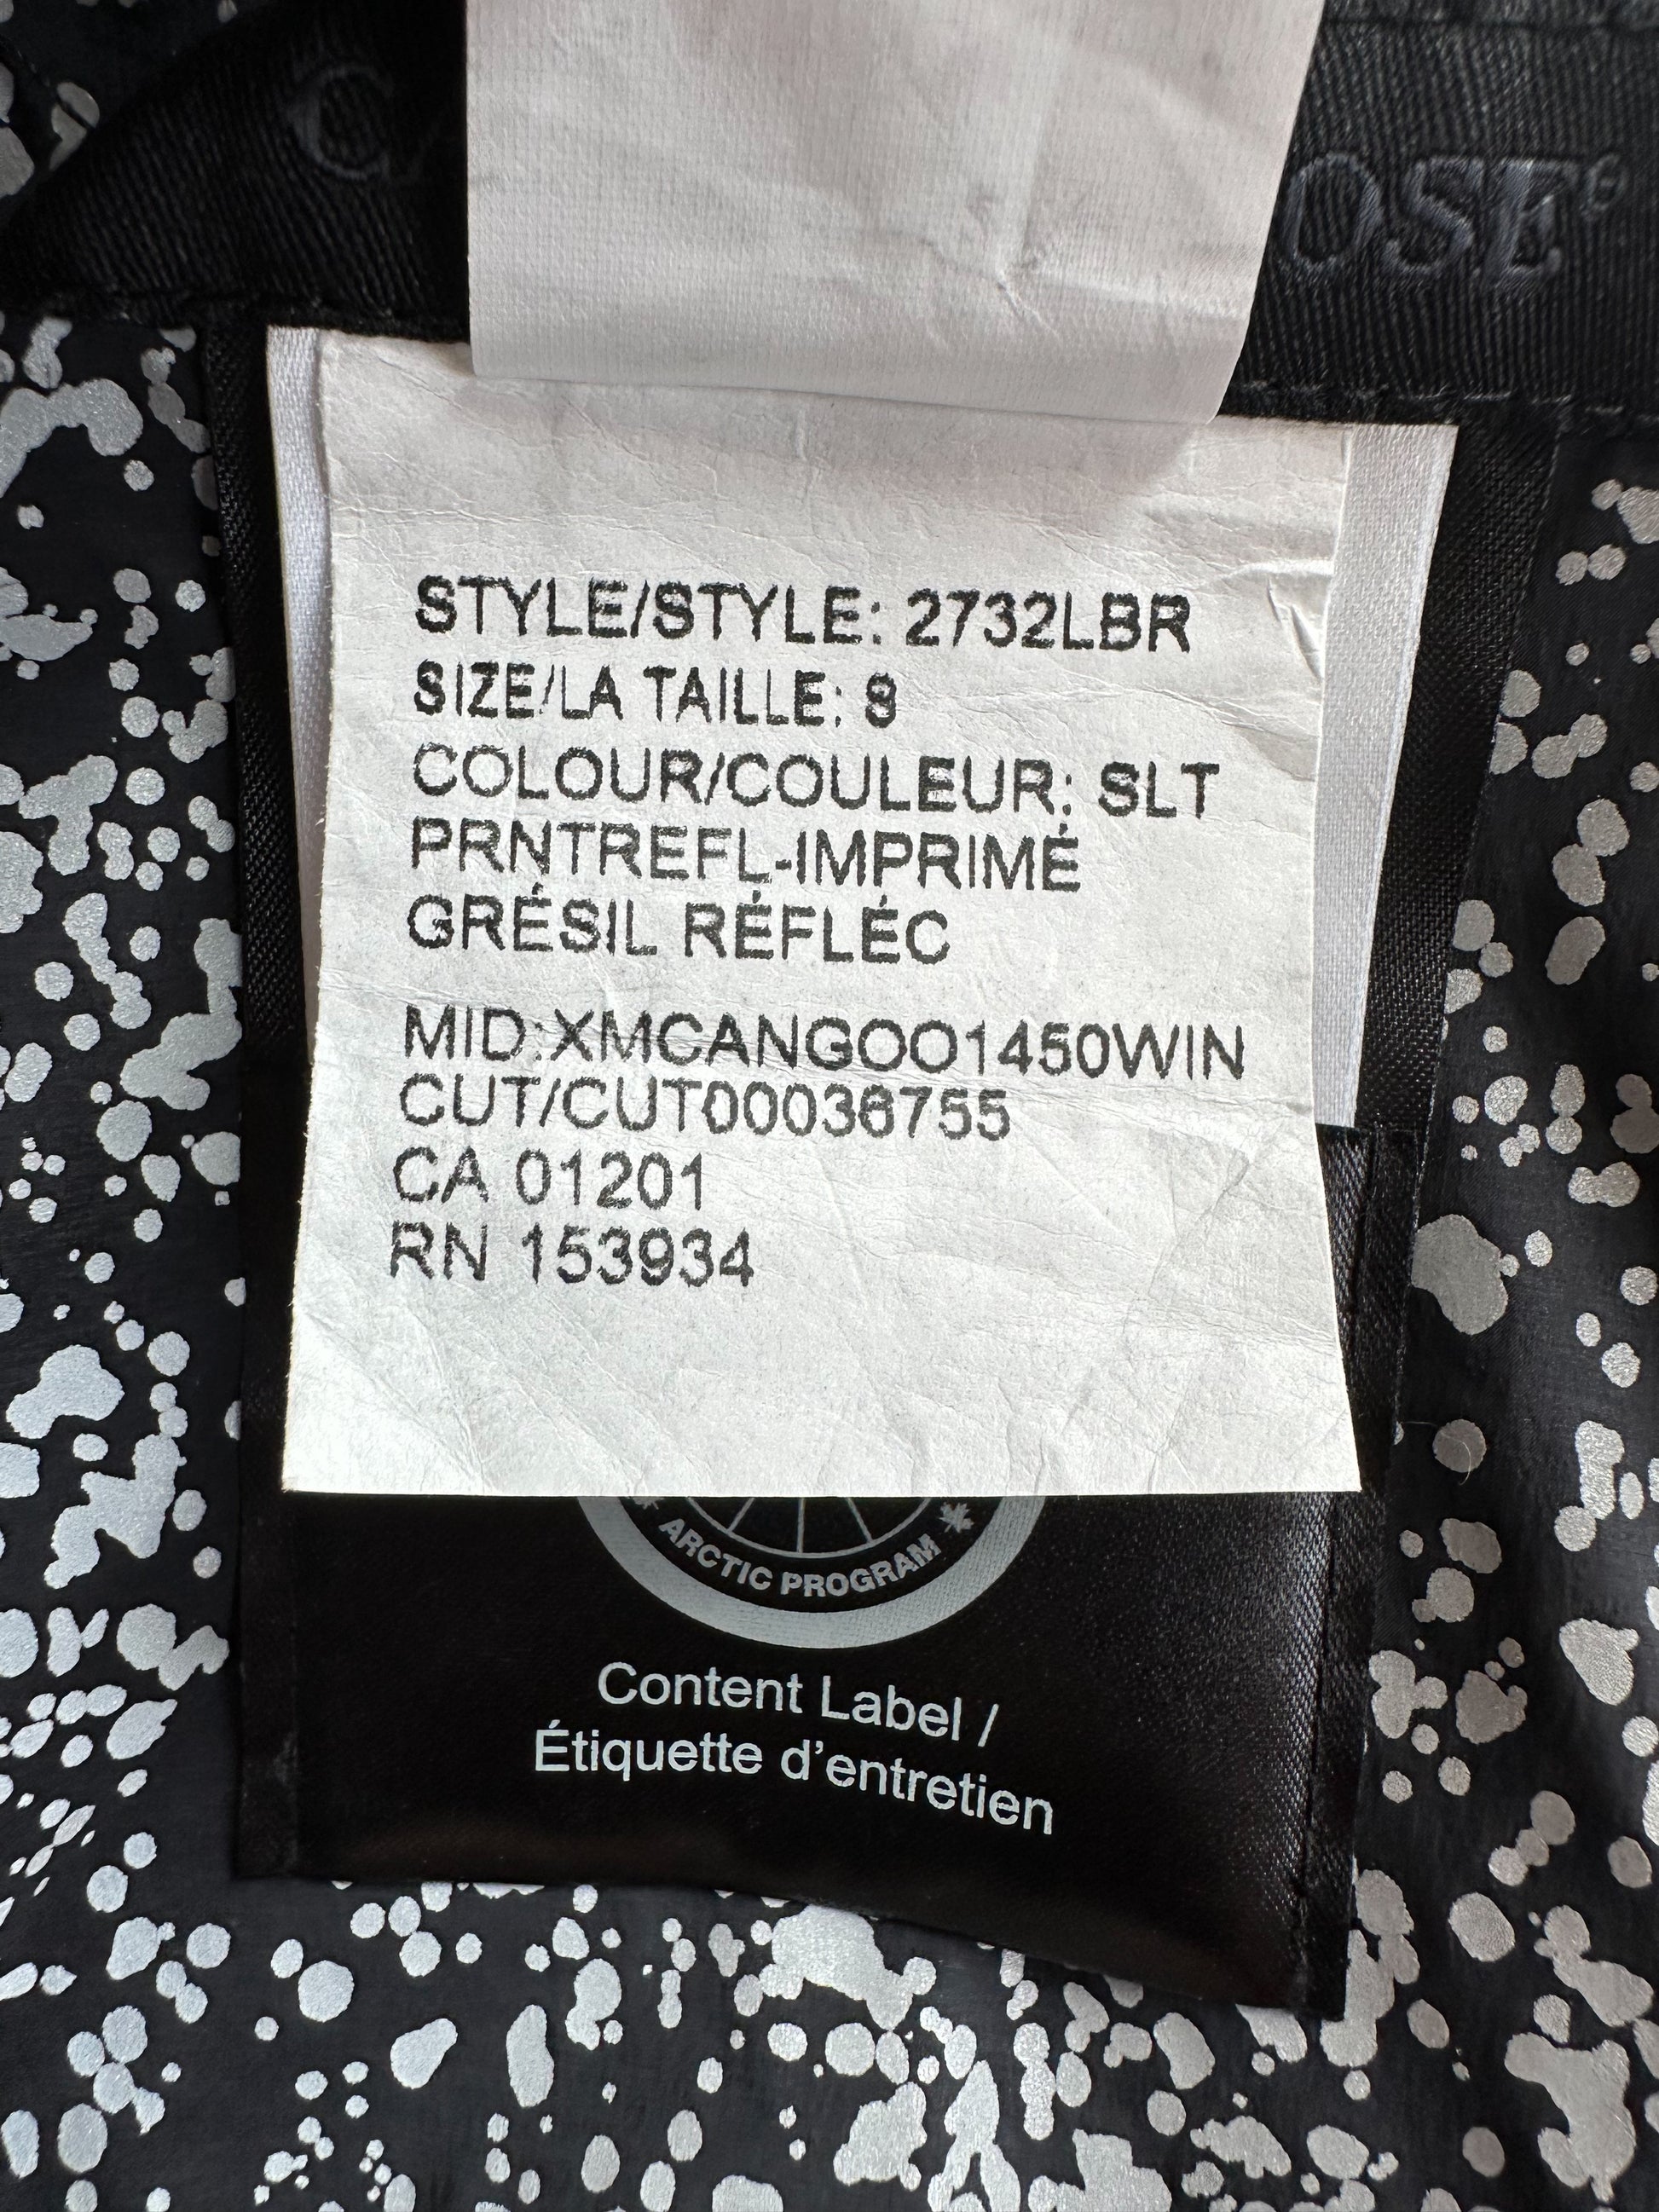 OSE®
STYLE/STYLE: 2732LBR
SIZE/LA TAILLE: S
COLOUR/COULEUR: SLT
PRNTREFL-IMPRIMÉ
GRÉSIL RÉFLÉC
MID:XMCANGOO1450WIN
CUT/CUT00036755
CA 01201
RN 153934
ARCTIC PROGRAM
Content Label /
Étiquette d'entretien